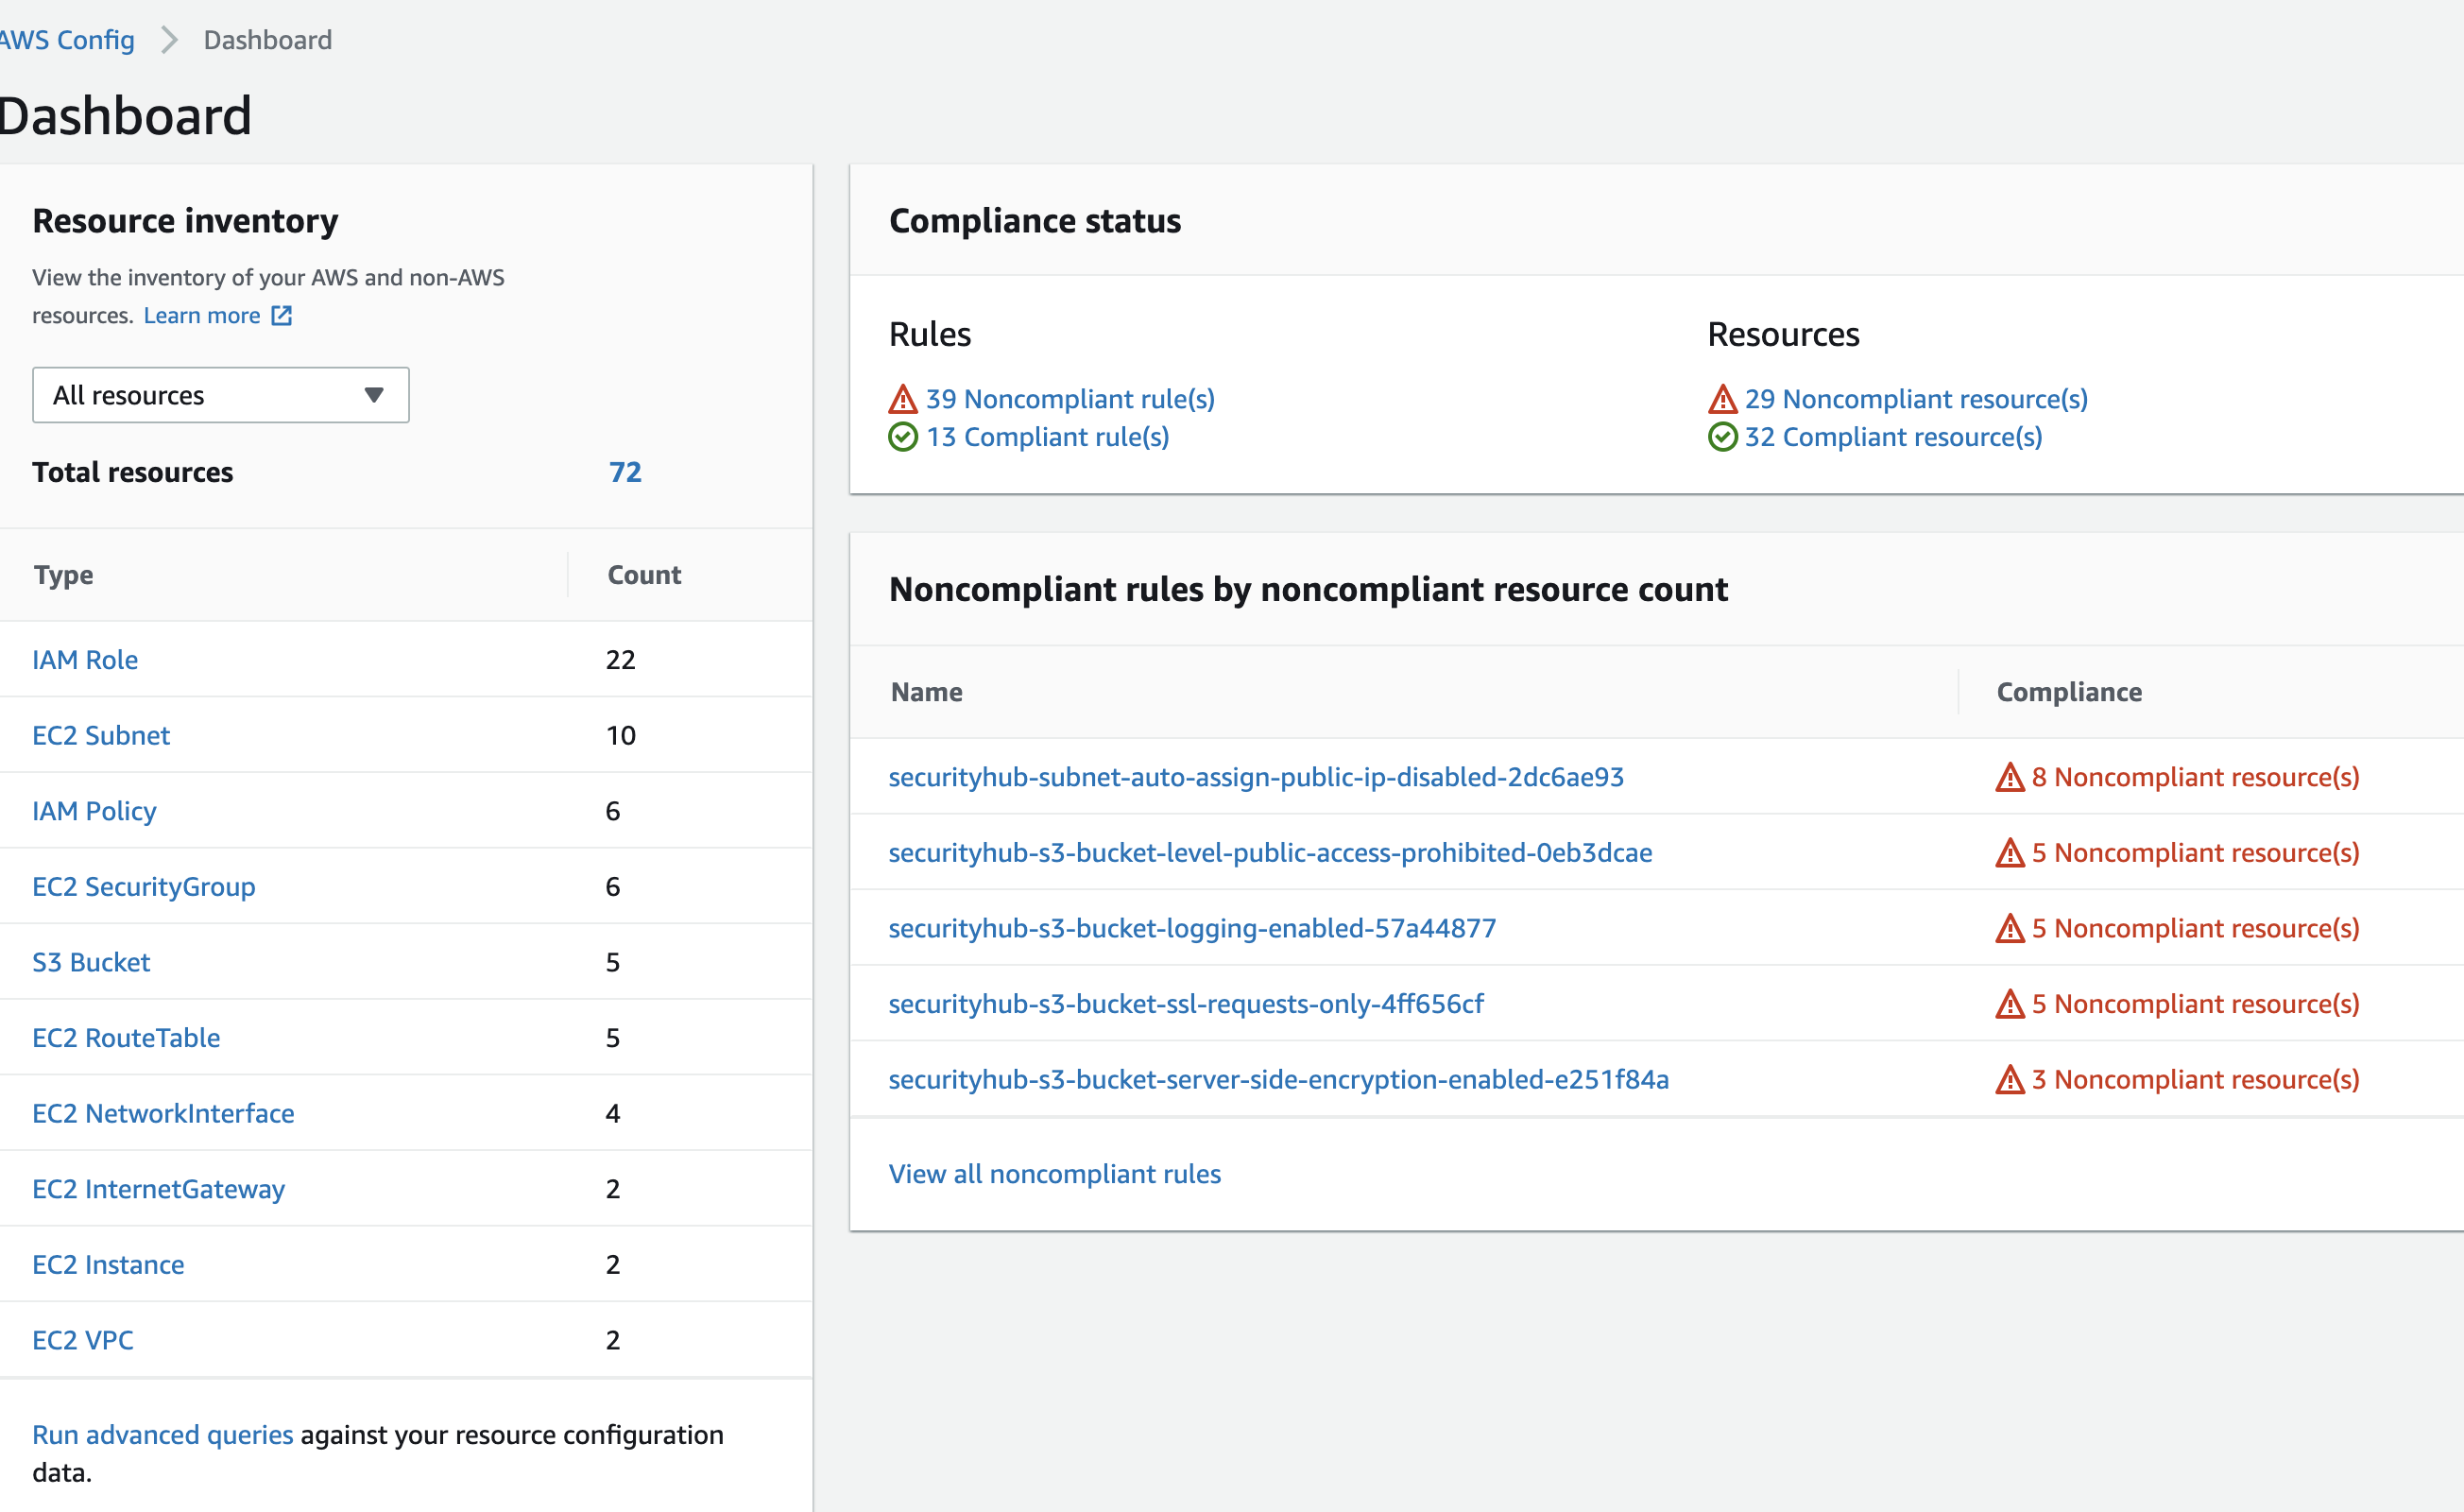 AWS Config > Dashboard
Dashboard
Resource inventory
View the inventory of your AWS and non-AWS
resources. Learn more
All resources
Total resources 72
Type Count
IAM Role 22
EC2 Subnet 10
IAM Policy 6
EC2 SecurityGroup 6
S3 Bucket 5
EC2 RouteTable 5
EC2 NetworkInterface 4
EC2 InternetGateway 2
EC2 Instance 2
EC2 VPC 2
Run advanced queries against your resource configuration
data.
Compliance status
Rules
39 Noncompliant rule(s)
13 Compliant rule(s)
Resources
29 Noncompliant resource(s)
32 Compliant resource(s)
Noncompliant rules by noncompliant resource count
Name Compliance
securityhub-subnet-auto-assign-public-ip-disabled-2dc6ae93 8 Noncompliant resource(s)
securityhub-s3-bucket-level-public-access-prohibited-0eb3dcae 5 Noncompliant resource(s)
securityhub-s3-bucket-logging-enabled-57a44877 5 Noncompliant resource(s)
securityhub-s3-bucket-ssl-requests-only-4ff656cf 5 Noncompliant resource(s)
securityhub-s3-bucket-server-side-encryption-enabled-e251f84a 3 Noncompliant resource(s)
View all noncompliant rules